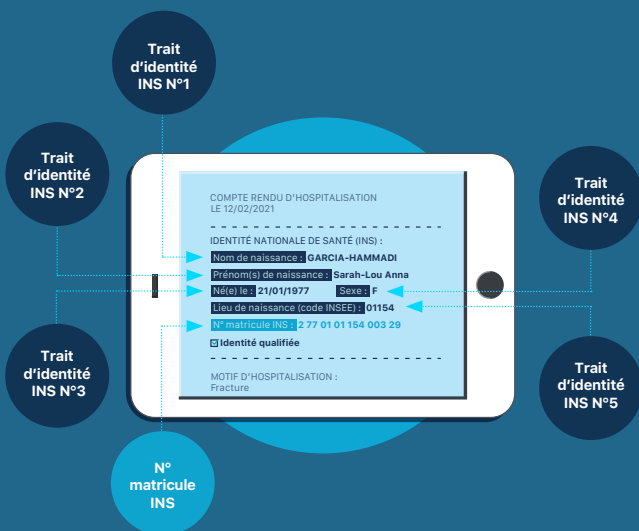 Trait
d'identité
INS N°1
Trait
d'identité
INS N°2
Trait
d'identité
INS N°3
N°
matricule
INS
COMPTE RENDU D'HOSPITALISATION
LE 12/02/2021
IDENTITÉ NATIONALE DE SANTÉ (INS) :
Nom de naissance : GARCIA-HAMMADI
Prénom(s) de naissance : Sarah-Lou Anna
Né(e) le : 21/01/1977 Sexe : F
Lieu de naissance (code INSEE) : 01154
N° matricule INS : 2 77 01 01 154 003 29
Identité qualifiée
MOTIF D'HOSPITALISATION :
Fracture
Trait
d'identité
INS N°4
Trait
d'identité
INS N°5